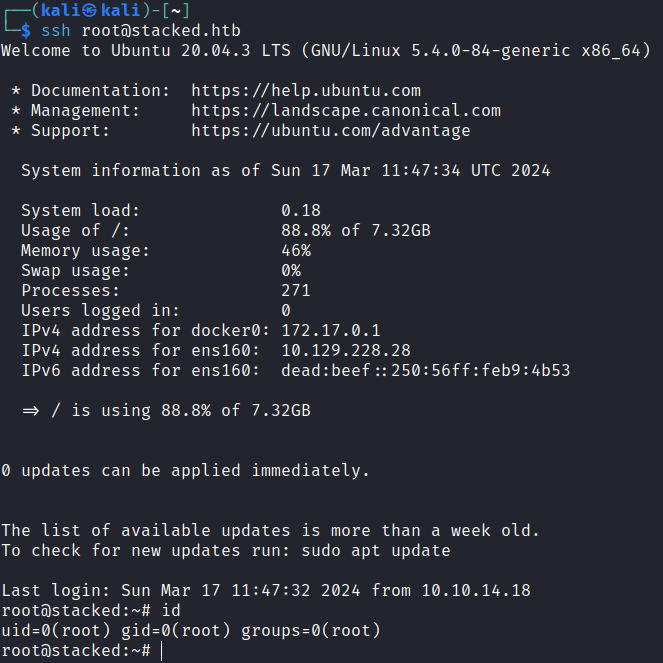 ┌──(kali㉿kali)-[~]
└─$ ssh root@stacked.htb
Welcome to Ubuntu 20.04.3 LTS (GNU/Linux 5.4.0-84-generic x86_64)
* Documentation:  https://help.ubuntu.com
* Management:     https://landscape.canonical.com
* Support:        https://ubuntu.com/advantage
System information as of Sun 17 Mar 11:47:34 UTC 2024
System load:              0.18
Usage of /:               88.8% of 7.32GB
Memory usage:             46%
Swap usage:               0%
Processes:                271
Users logged in:          0
IPv4 address for docker0: 172.17.0.1
IPv4 address for ens160:  10.129.228.28
IPv6 address for ens160:  dead:beef::250:56ff:feb9:4b53
=> / is using 88.8% of 7.32GB
0 updates can be applied immediately.
The list of available updates is more than a week old.
To check for new updates run: sudo apt update
Last login: Sun Mar 17 11:47:32 2024 from 10.10.14.18
root@stacked:~# id
uid=0(root) gid=0(root) groups=0(root)
root@stacked:~#